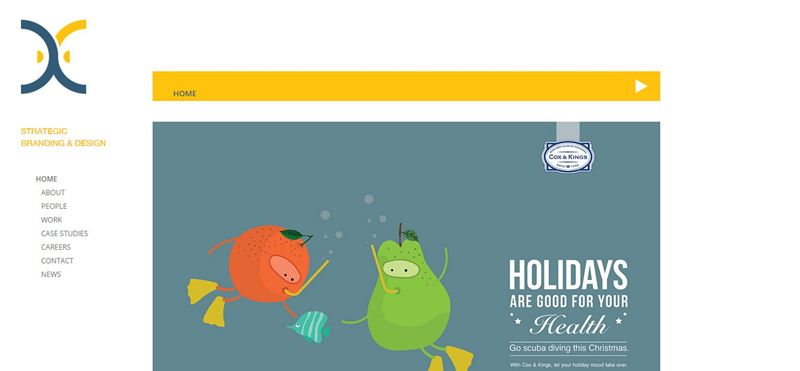 STRATEGIC
BRANDING & DESIGN
HOME
ABOUT
PEOPLE
WORK
CASE STUDIES
CAREERS
CONTACT
NEWS
HOME
COX & KINGS
HOLIDAYS
ARE GOOD FOR YOUR
Health
Go scuba diving this Christmas.
With Cox & Kings, let your holiday mood take over.